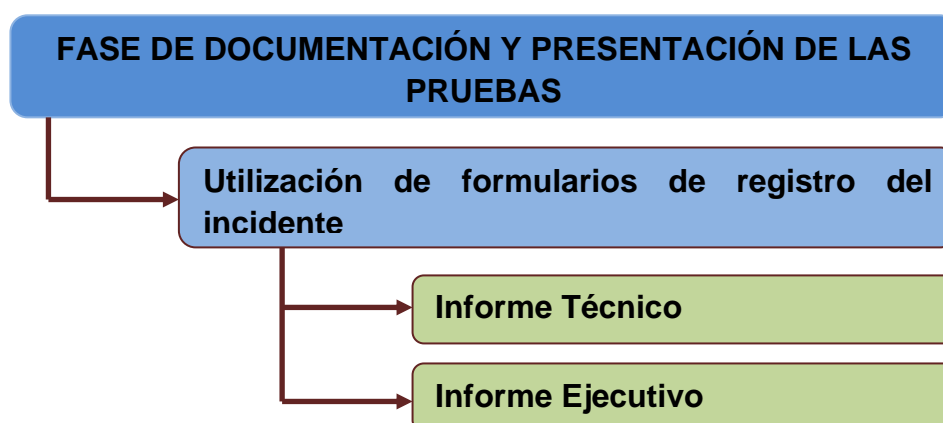 FASE DE DOCUMENTACIÓN Y PRESENTACIÓN DE LAS
PRUEBAS
Utilización de formularios de registro del
incidente
Informe Técnico
Informe Ejecutivo